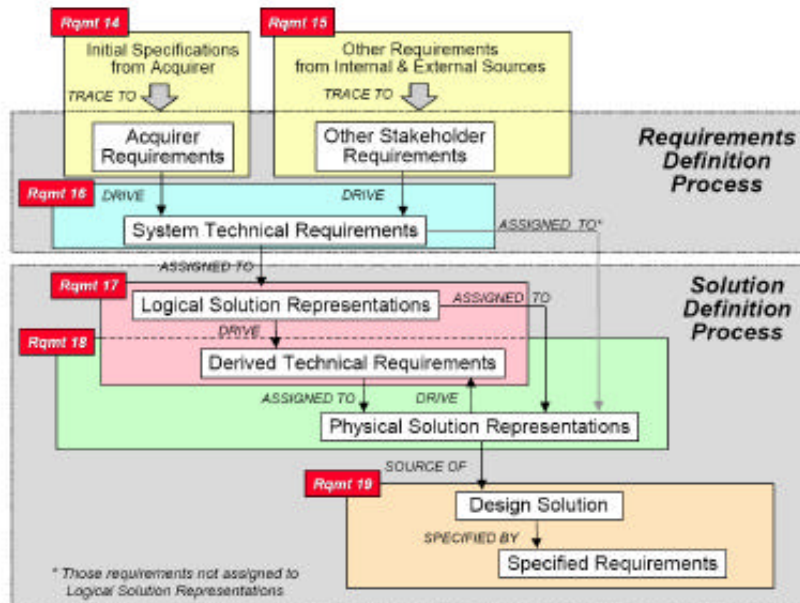 Rqmt 14
Rqmt 15
Initial Specifications
from Acquirer
Other Requirements
from Internal & External Sources
TRACE TO
TRACE TO
Acquirer
Requirements
Other Stakeholder
Requirements
Requirements
Definition
Process
Rqmt 16
DRIVE
DRIVE
System Technical Requirements
ASSIGNED TO*
ASSIGNED TO
Rqmt 17
Solution
Definition
Process
Logical Solution Representations
ASSIGNED TO
DRIVE
Rqmt 18
Derived Technical Requirements
ASSIGNED TO
DRIVE
Physical Solution Representations
SOURCE OF
Rqmt 19
Design Solution
SPECIFIED BY
Specified Requirements
* Those requirements not assigned to
Logical Solution Representations